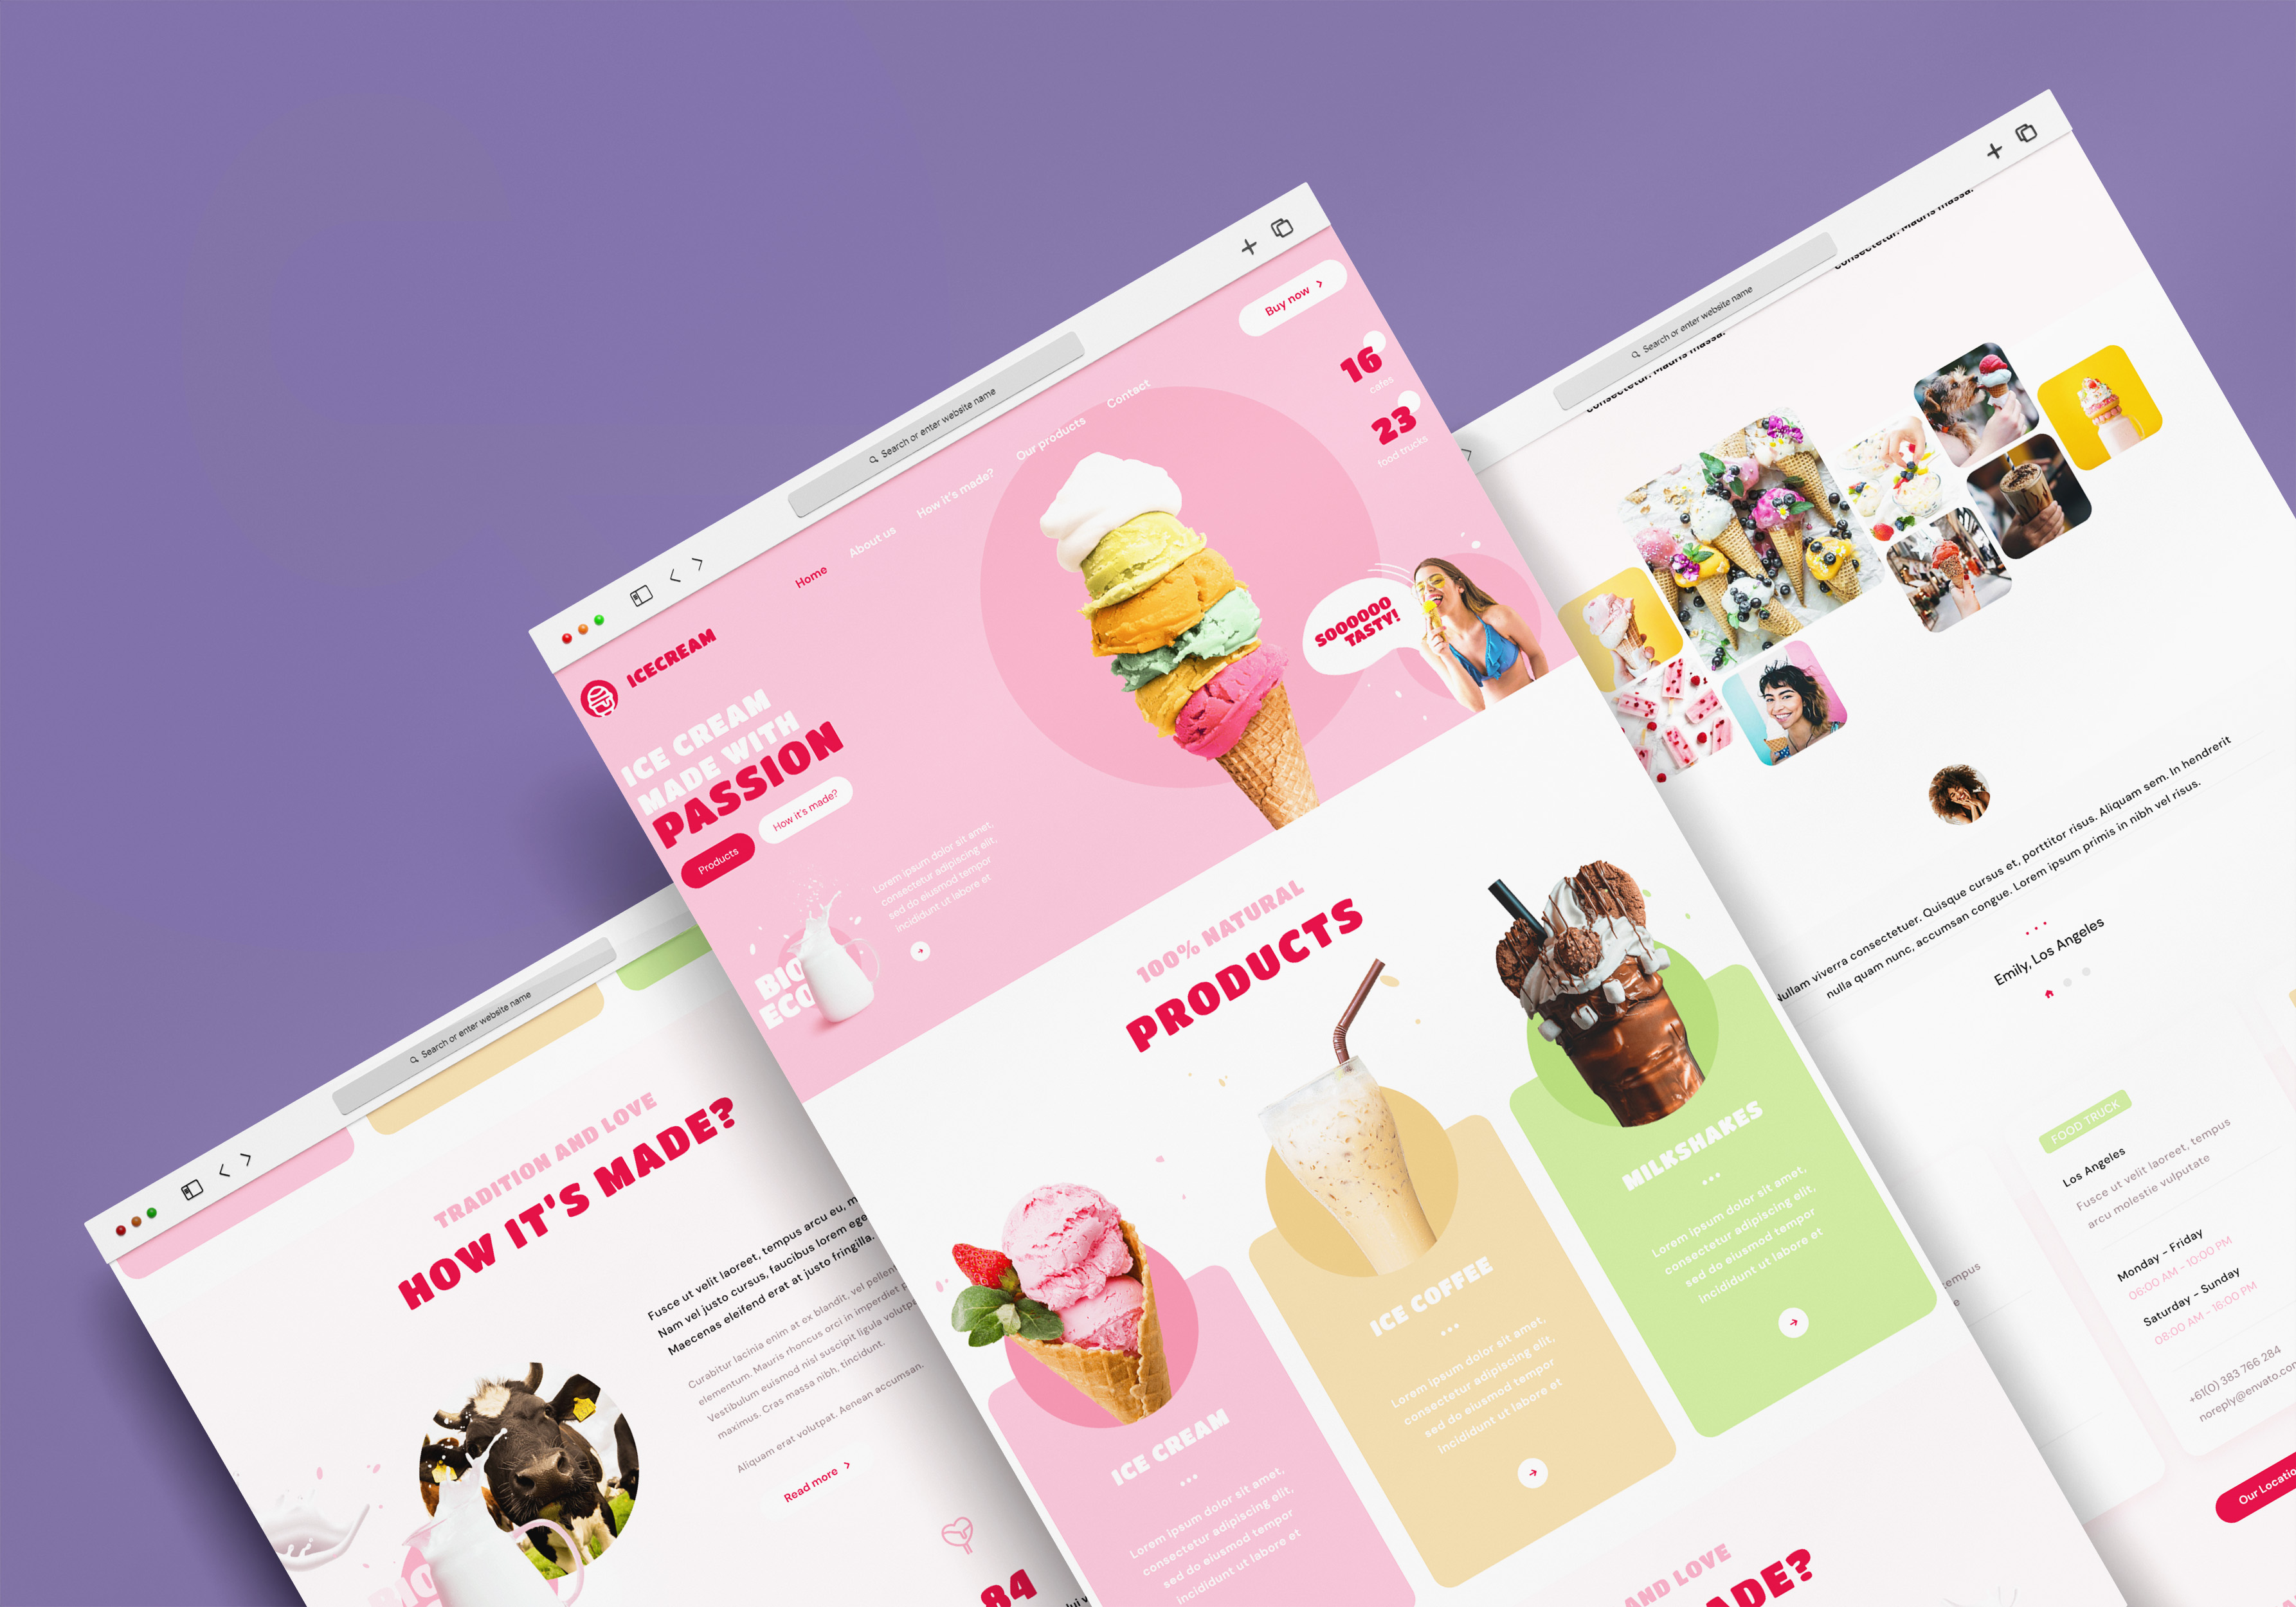 Search or enter website name
Buy now
16
cafes
23
food trucks
Home
About us
How it's made?
Our products
Contact
ICECREAM
ICE CREAM
MADE WITH
PASSION
Products
How it's made?
SOOOOOO
TASTY!
Lorem ipsum dolor sit amet,
consectetur adipiscing elit,
sed do eiusmod tempor
incididunt ut labore et
BIO
ECO
100% NATURAL
PRODUCTS
ICE CREAM
Lorem ipsum dolor sit amet,
consectetur adipiscing elit,
sed do eiusmod tempor
incididunt ut labore et
ICE COFFEE
Lorem ipsum dolor sit amet,
consectetur adipiscing elit,
sed do eiusmod tempor
incididunt ut labore et
MILKSHAKES
Lorem ipsum dolor sit amet,
consectetur adipiscing elit,
sed do eiusmod tempor
incididunt ut labore et
AND LOVE
ADE?
Search or enter website name
TRADITION AND LOVE
HOW IT'S MADE?
Fusce ut velit laoreet, tempus arcu eu, m
Nam vel justo cursus, faucibus lorem ege
Maecenas eleifend erat at justo fringilla.
Curabitur lacinia enim at ex blandit, vel pellen
elementum. Mauris rhoncus orci in imperdiet
Vestibulum euismod nisl suscipit ligula volutpa
maximus. Cras massa nibh, tincidunt.
Aliquam erat volutpat. Aenean accumsan.
Read more
BIO
84
Search or enter website name
consectetur. Mauris massa.
consectetur. Mauris massa.
Nullam viverra consectetuer. Quisque cursus et, porttitor risus. Aliquam sem. In hendrerit
nulla quam nunc, accumsan congue. Lorem ipsum primis in nibh vel risus.
Emily, Los Angeles
FOOD TRUCK
Los Angeles
Fusce ut velit laoreet, tempus
arcu molestie vulputate
Monday - Friday
06:00 AM - 10:00 PM
Saturday - Sunday
08:00 AM - 16:00 PM
+61(0) 383 766 284
noreply@envato.co
Our Locatio
tempus